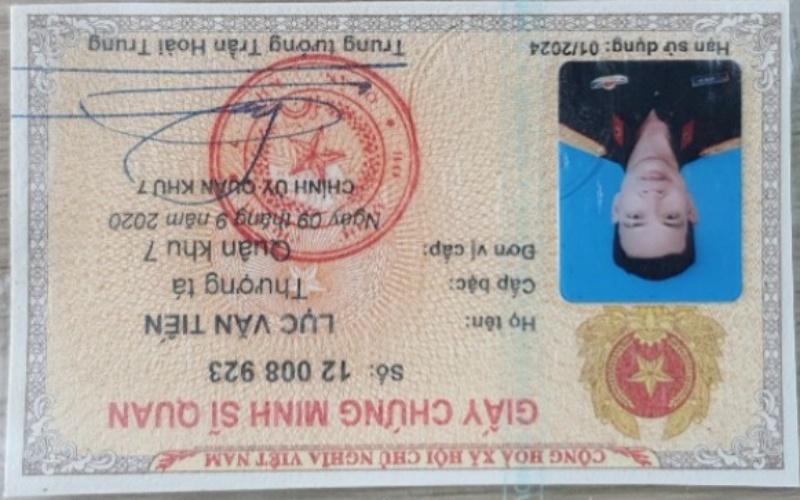 CỘNG HOÀ XÃ HỘI CHỦ NGHĨA VIỆT NAM
GIẤY CHỨNG MINH SĨ QUAN
Số: 12 008 923
Họ tên: LỤC VĂN TIẾN
Cấp bậc: Thượng tá
Đơn vị cấp: Quân khu 7
Ngày 09 tháng 9 năm 2020
CHÍNH ỦY QUÂN KHU 7
Hạn sử dụng: 01/2024
Trung tướng Trần Hoài Trung